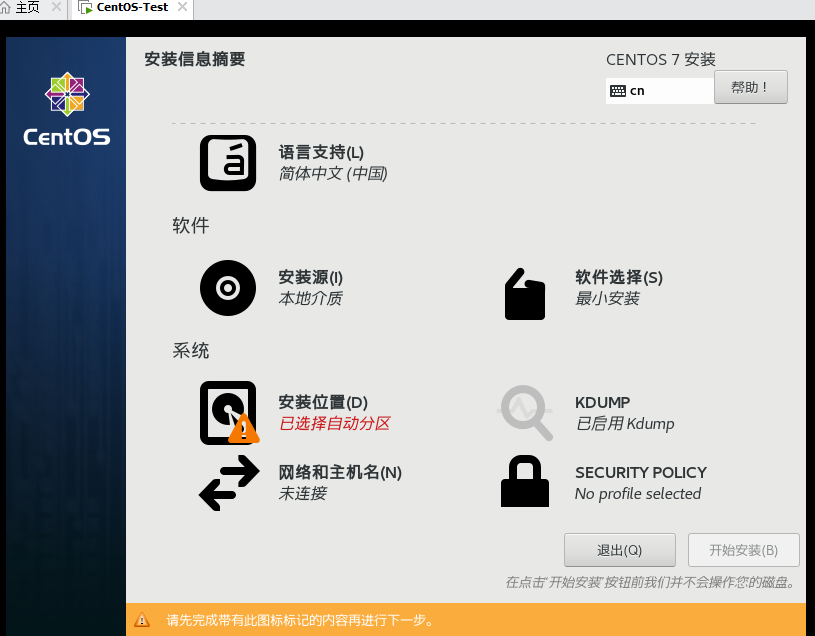 主页
CentOS-Test
安装信息摘要
CENTOS 7 安装
cn
帮助！
CentOS
语言支持(L)
简体中文 (中国)
软件
安装源(I)
本地介质
软件选择(S)
最小安装
系统
安装位置(D)
已选择自动分区
KDUMP
已启用 Kdump
网络和主机名(N)
未连接
SECURITY POLICY
No profile selected
退出(Q)
开始安装(B)
在点击'开始安装'按钮前我们并不会操作您的磁盘。
请先完成带有此图标标记的内容再进行下一步。